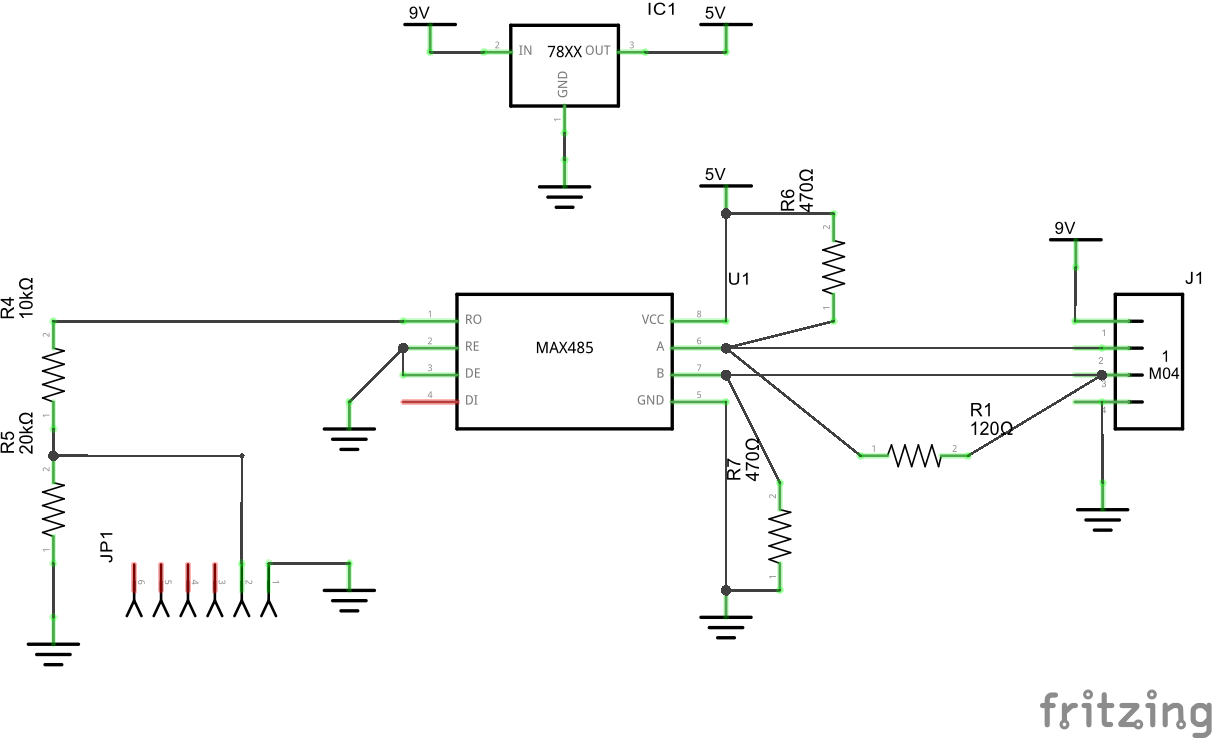 9V
IC1
5V
2
IN
78XX
OUT
3
GND
1
5V
R6
470Ω
2
1
9V
J1
R4
10kΩ
2
1
U1
MAX485
1
RO
VCC
8
2
RE
A
6
3
DE
B
7
4
DI
GND
5
1
2
3
4
1
M04
R1
120Ω
1
2
R5
20kΩ
2
1
R7
470Ω
2
1
JP1
6
5
4
3
2
1
fritzing